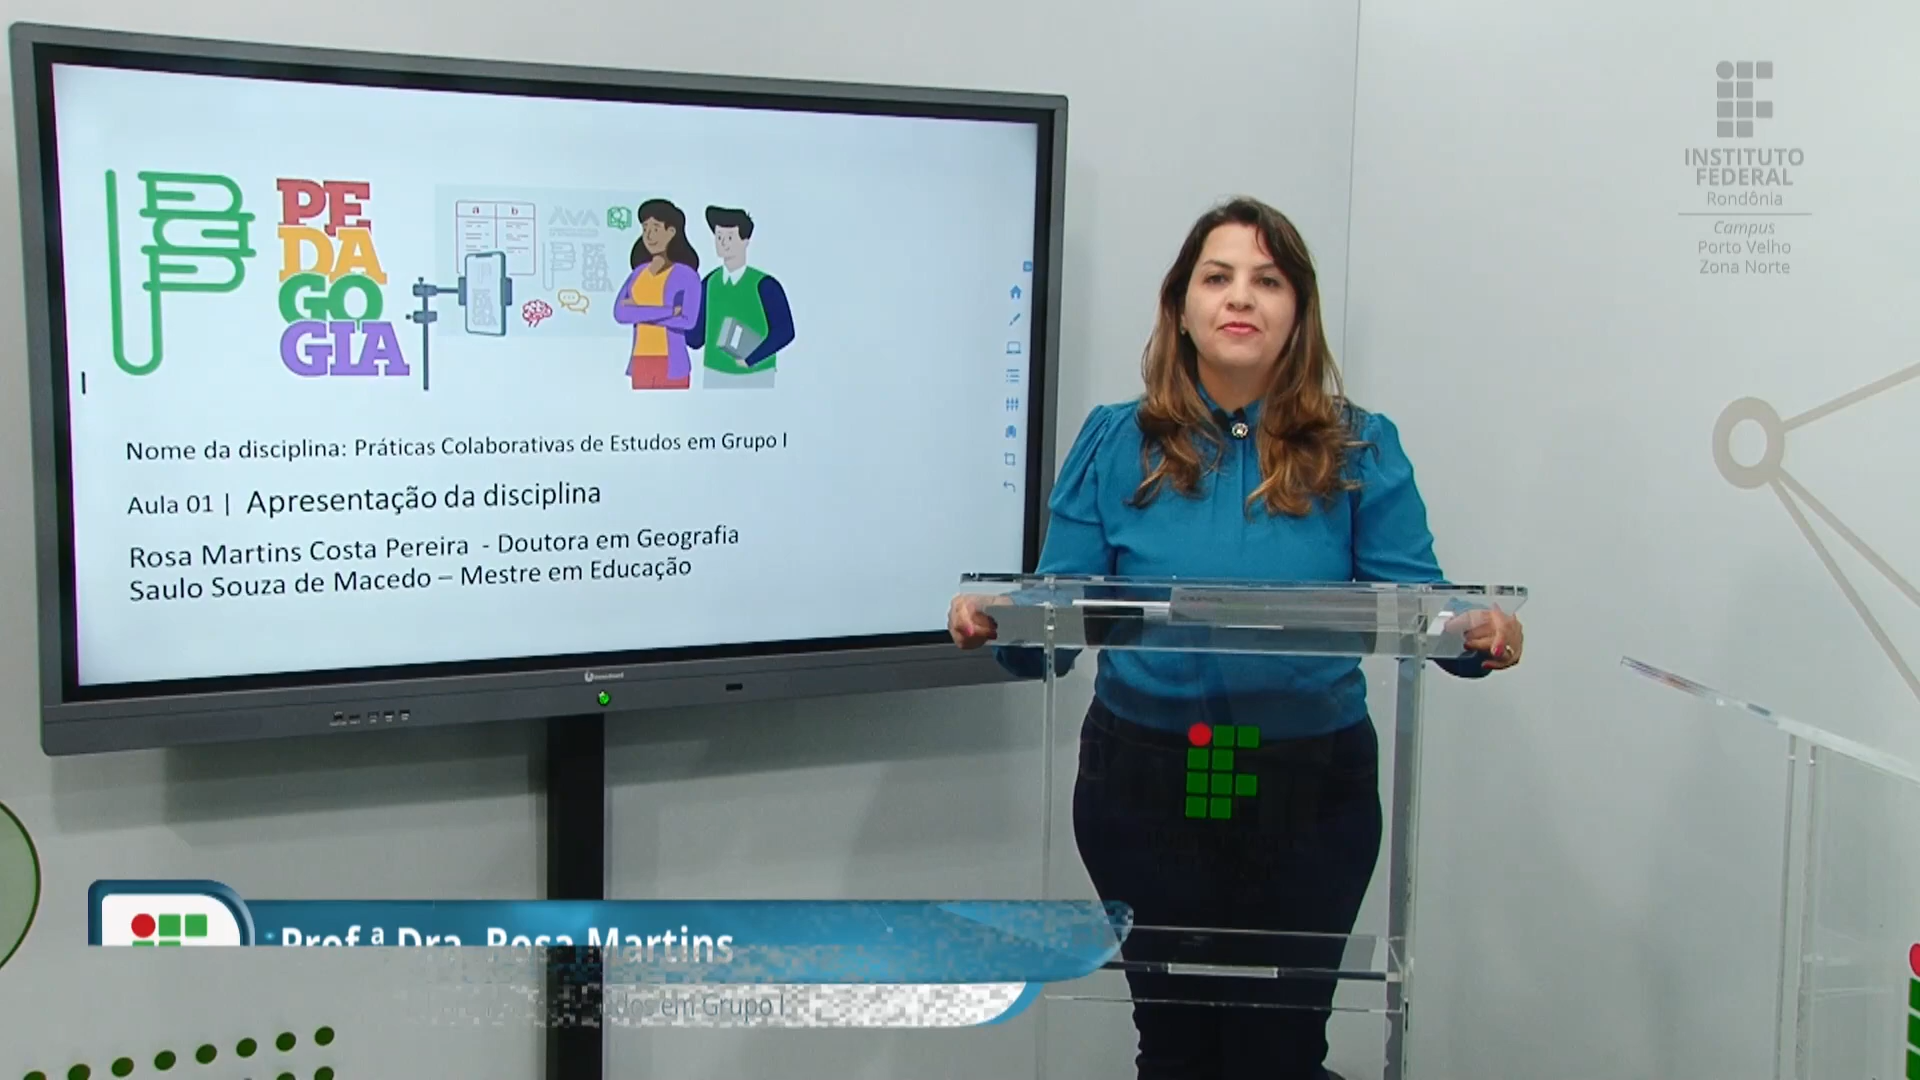 PE
DA
GO
GIA
a b
AVA
Nome da disciplina: Práticas Colaborativas de Estudos em Grupo I
Aula 01 | Apresentação da disciplina
Rosa Martins Costa Pereira - Doutora em Geografia
Saulo Souza de Macedo – Mestre em Educação
INSTITUTO
FEDERAL
Rondônia
Campus
Porto Velho
Zona Norte
Prof.ª Dra. Rosa Martins
em Grupo I